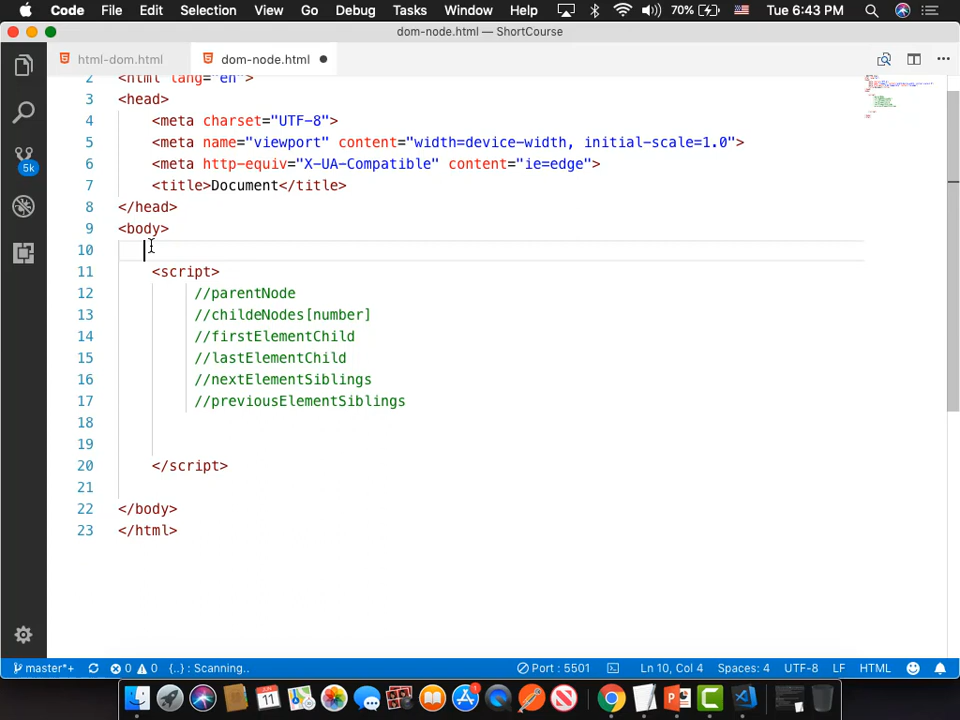 Code File Edit Selection View Go Debug Tasks Window Help 70% Tue 6:43 PM
dom-node.html — ShortCourse
html-dom.html dom-node.html
2 <html lang="en">
3 <head>
4 <meta charset="UTF-8">
5 <meta name="viewport" content="width=device-width, initial-scale=1.0">
6 <meta http-equiv="X-UA-Compatible" content="ie=edge">
7 <title>Document</title>
8 </head>
9 <body>
10
11 <script>
12 //parentNode
13 //childeNodes[number]
14 //firstElementChild
15 //lastElementChild
16 //nextElementSiblings
17 //previousElementSiblings
18
19
20 </script>
21
22 </body>
23 </html>
5k
master*+ 0 0 {..} : Scanning.. Port : 5501 Ln 10, Col 4 Spaces: 4 UTF-8 LF HTML